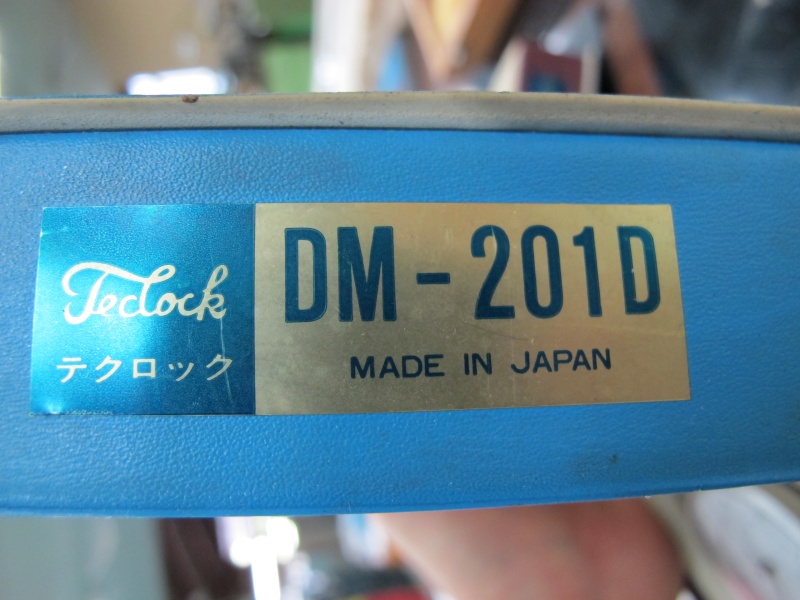 Teclock
テクロック
DM-201D
MADE IN JAPAN